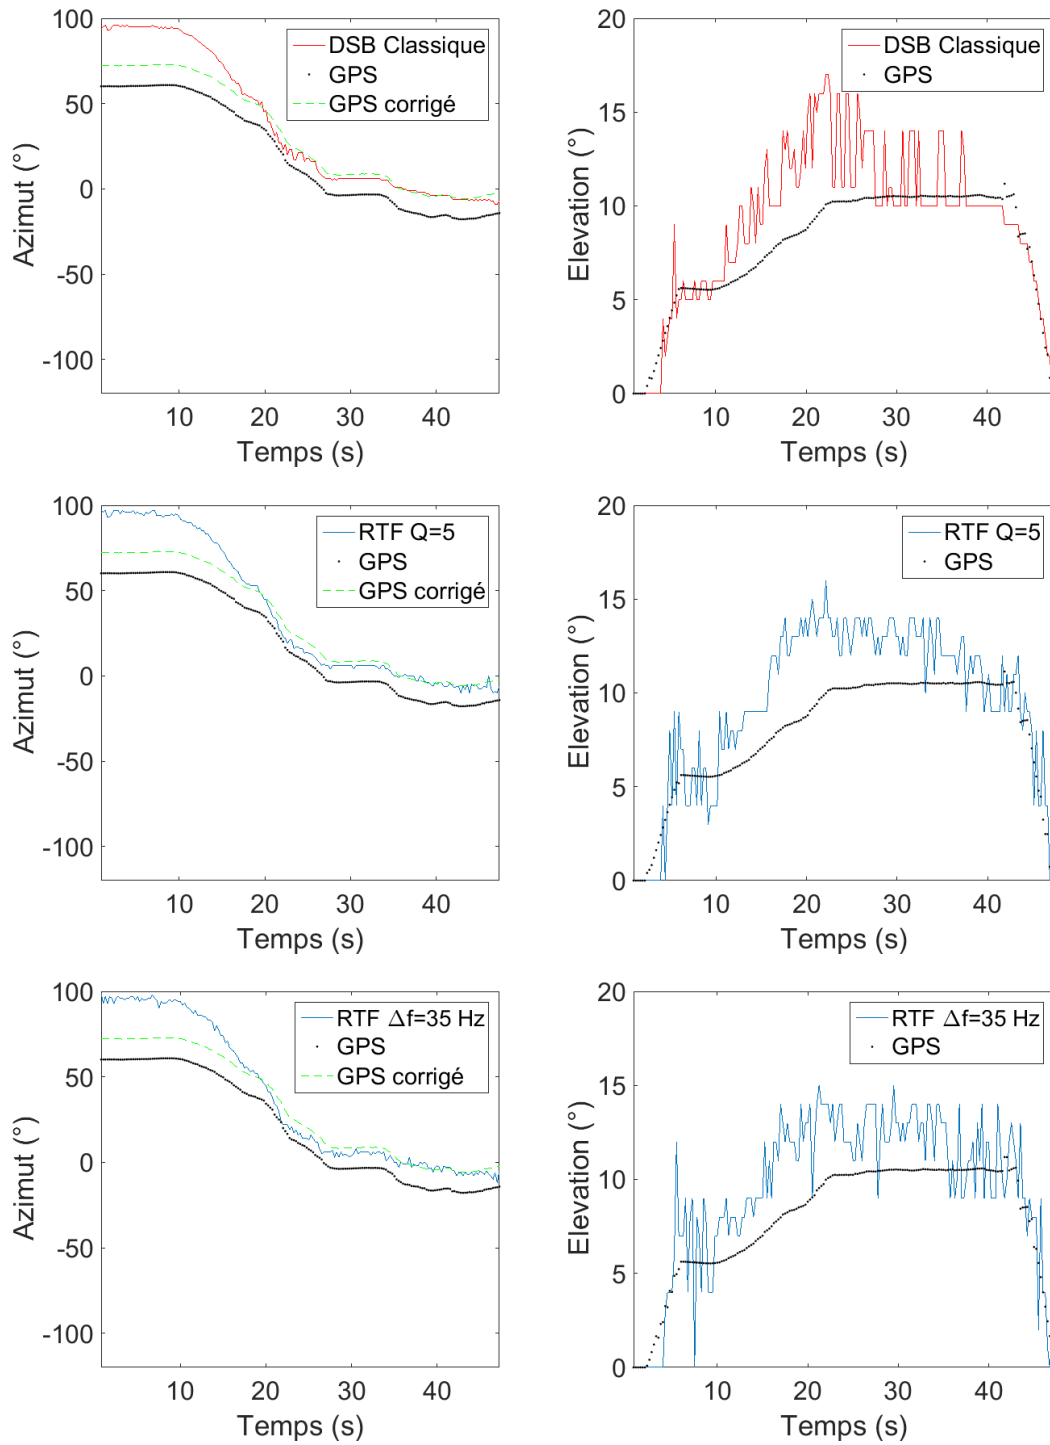 100
50
0
-50
-100
Azimut (°)
10 20 30 40
Temps (s)
DSB Classique
GPS
GPS corrigé
20
15
10
5
0
Elevation (°)
10 20 30 40
Temps (s)
DSB Classique
GPS
100
50
0
-50
-100
Azimut (°)
10 20 30 40
Temps (s)
RTF Q=5
GPS
GPS corrigé
20
15
10
5
0
Elevation (°)
10 20 30 40
Temps (s)
RTF Q=5
GPS
100
50
0
-50
-100
Azimut (°)
10 20 30 40
Temps (s)
RTF Δf=35 Hz
GPS
GPS corrigé
20
15
10
5
0
Elevation (°)
10 20 30 40
Temps (s)
RTF Δf=35 Hz
GPS